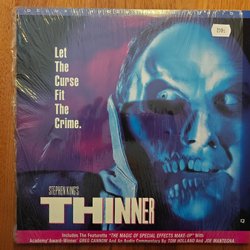 Let
The
Curse
Fit
The
Crime.
STEPHEN KING'S
THINNER
Includes The Featurette "THE MAGIC OF SPECIAL EFFECTS MAKE-UP" With
Academy Award-Winner GREG CANNOM And An Audio Commentary By TOM HOLLAND And JOE MANTEGNA